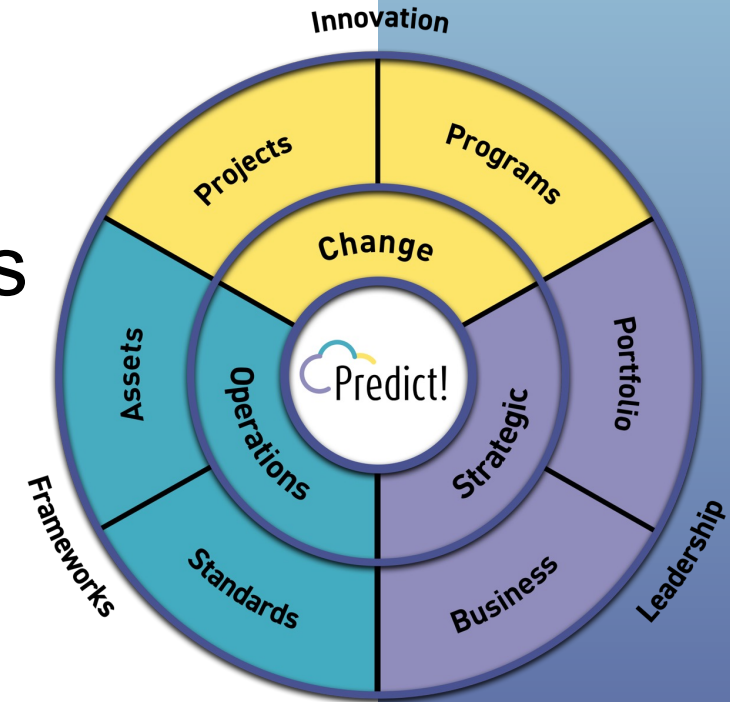 Innovation
Projects
Programs
Change
s
Assets
Operations
Predict!
Strategic
Portfolio
Frameworks
Standards
Business
Leadership